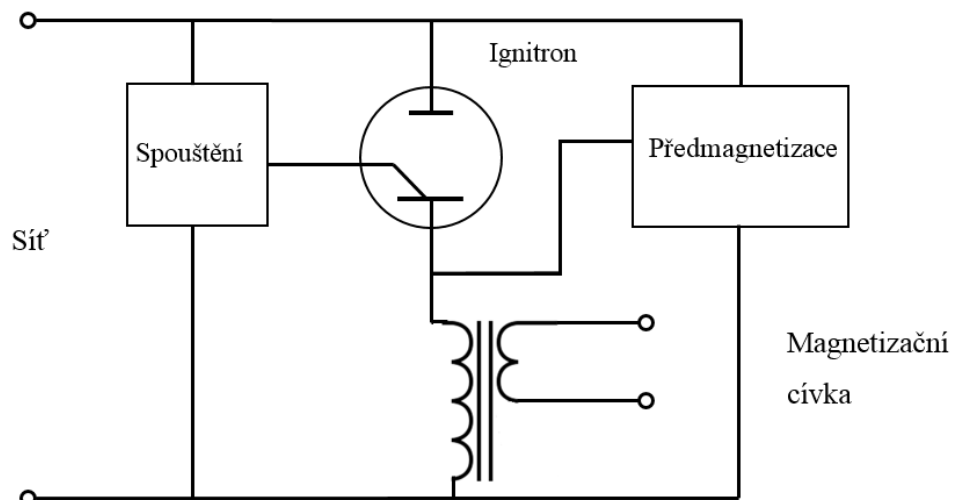 Ignitron
Spouštění
Předmagnetizace
Síť
Magnetizační
cívka